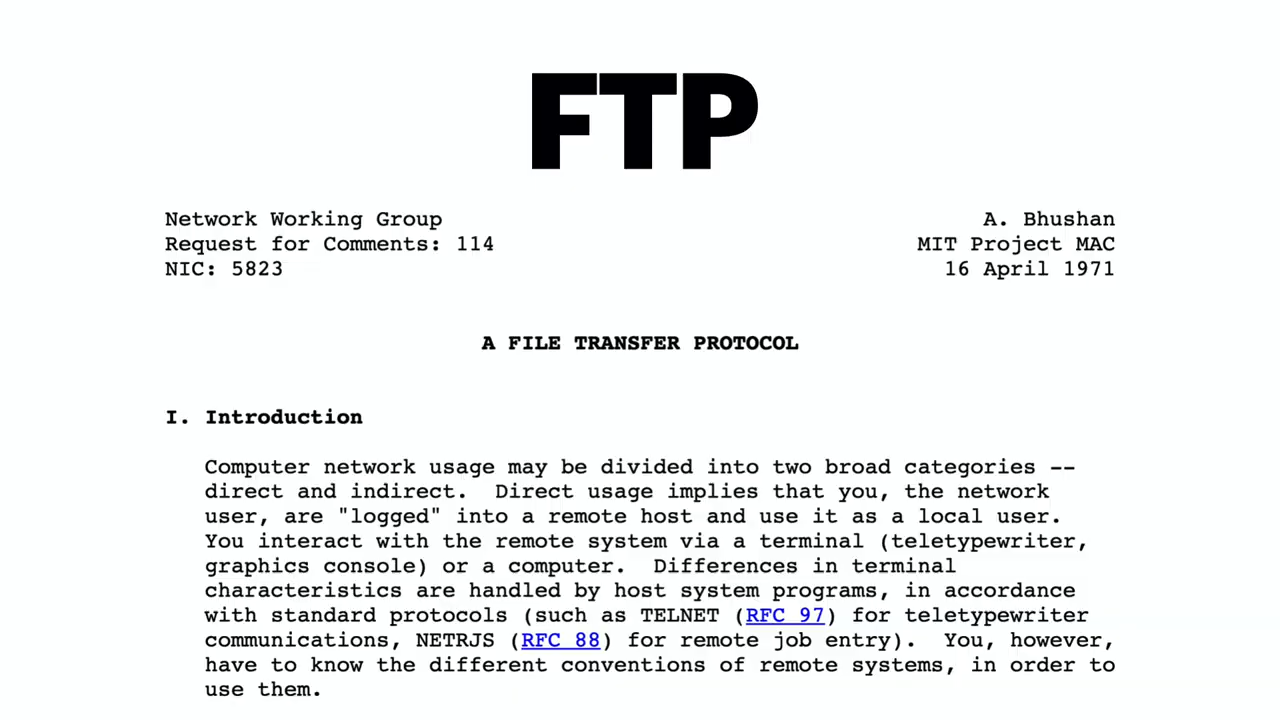 FTP
Network Working Group A. Bhushan
Request for Comments: 114 MIT Project MAC
NIC: 5823 16 April 1971
A FILE TRANSFER PROTOCOL
I. Introduction
Computer network usage may be divided into two broad categories --
direct and indirect. Direct usage implies that you, the network
user, are "logged" into a remote host and use it as a local user.
You interact with the remote system via a terminal (teletypewriter,
graphics console) or a computer. Differences in terminal
characteristics are handled by host system programs, in accordance
with standard protocols (such as TELNET (RFC 97) for teletypewriter
communications, NETRJS (RFC 88) for remote job entry). You, however,
have to know the different conventions of remote systems, in order to
use them.